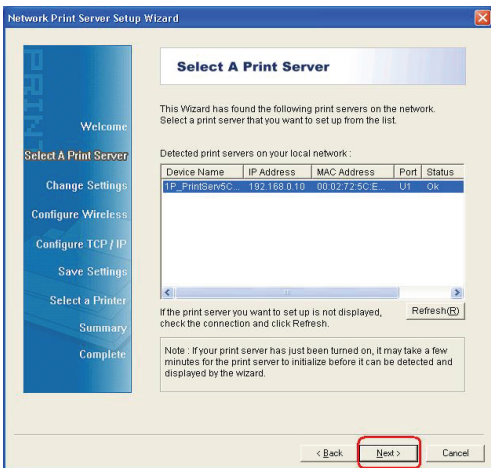 Network Print Server Setup Wizard
PRINT
Welcome
Select A Print Server
Change Settings
Configure Wireless
Configure TCP / IP
Save Settings
Select a Printer
Summary
Complete
Select A Print Server
This Wizard has found the following print servers on the network.
Select a print server that you want to set up from the list.
Detected print servers on your local network :
Device Name IP Address MAC Address Port Status
1P_PrintServ5C... 192.168.0.10 00:02:72:5C:E... U1 Ok
If the print server you want to set up is not displayed,
check the connection and click Refresh.
Refresh(R)
Note : If your print server has just been turned on, it may take a few
minutes for the print server to initialize before it can be detected and
displayed by the wizard.
< Back
Next >
Cancel